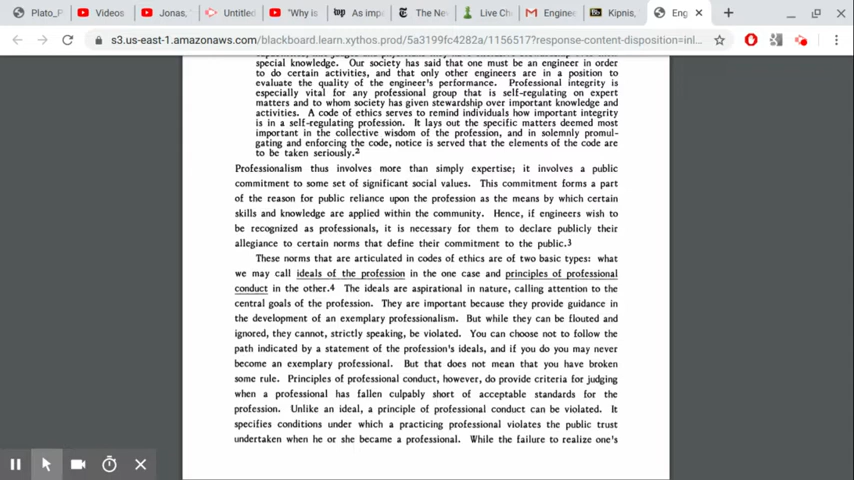 Plato_P
Videos
Jonas,
Untitled
"Why is
As imp
The Ne
Live Ch
Engine
Kipnis,
Eng
s3.us-east-1.amazonaws.com/blackboard.learn.xythos.prod/5a3199fc4282a/1156517?response-content-disposition=inl...
special knowledge. Our society has said that one must be an engineer in order
to do certain activities, and that only other engineers are in a position to
evaluate the quality of the engineer's performance. Professional integrity is
especially vital for any professional group that is self-regulating on expert
matters and to whom society has given stewardship over important knowledge and
activities. A code of ethics serves to remind individuals how important integrity
is in a self-regulating profession. It lays out the specific matters deemed most
important in the collective wisdom of the profession, and in solemnly promul-
gating and enforcing the code, notice is served that the elements of the code are
to be taken seriously.2
Professionalism thus involves more than simply expertise; it involves a public
commitment to some set of significant social values. This commitment forms a part
of the reason for public reliance upon the profession as the means by which certain
skills and knowledge are applied within the community. Hence, if engineers wish to
be recognized as professionals, it is necessary for them to declare publicly their
allegiance to certain norms that define their commitment to the public.3
These norms that are articulated in codes of ethics are of two basic types: what
we may call ideals of the profession in the one case and principles of professional
conduct in the other.4 The ideals are aspirational in nature, calling attention to the
central goals of the profession. They are important because they provide guidance in
the development of an exemplary professionalism. But while they can be flouted and
ignored, they cannot, strictly speaking, be violated. You can choose not to follow the
path indicated by a statement of the profession's ideals, and if you do you may never
become an exemplary professional. But that does not mean that you have broken
some rule. Principles of professional conduct, however, do provide criteria for judging
when a professional has fallen culpably short of acceptable standards for the
profession. Unlike an ideal, a principle of professional conduct can be violated. It
specifies conditions under which a practicing professional violates the public trust
undertaken when he or she became a professional. While the failure to realize one's